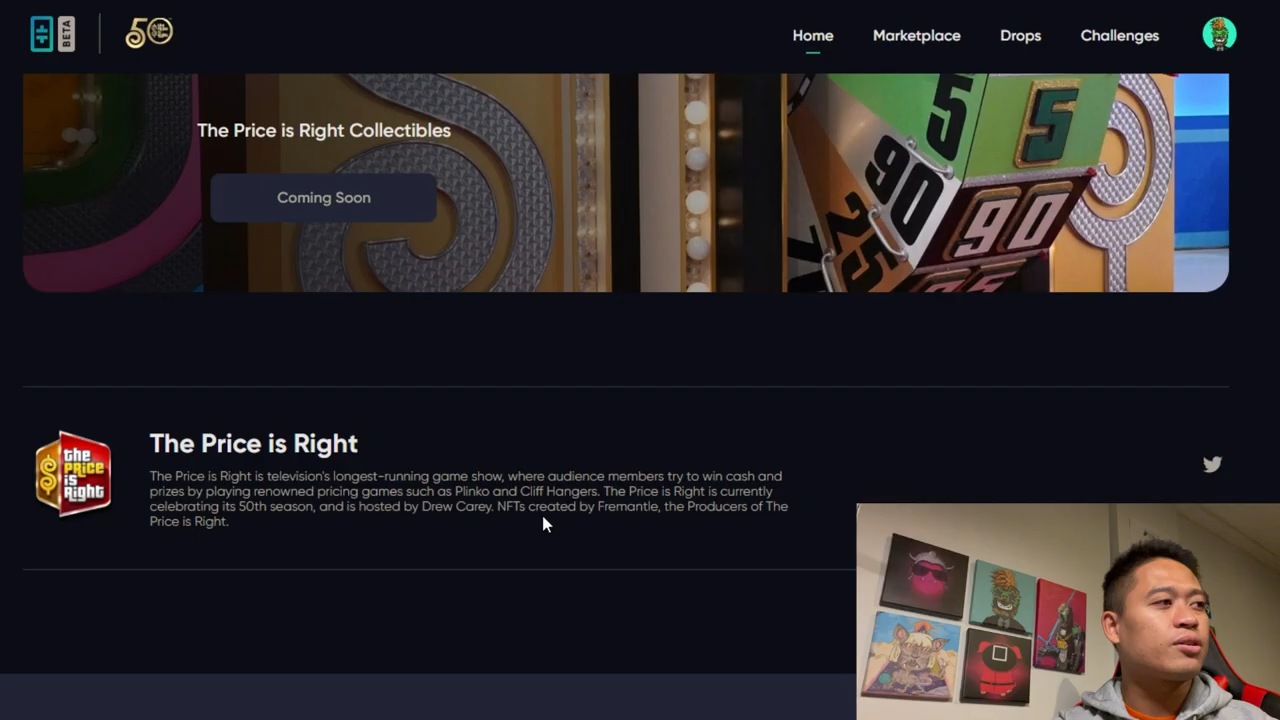 BETA
50
Home
Marketplace
Drops
Challenges
The Price is Right Collectibles
Coming Soon
5
5
90
90
25
the
PRiCE
is
Right
The Price is Right
The Price is Right is television's longest-running game show, where audience members try to win cash and
prizes by playing renowned pricing games such as Plinko and Cliff Hangers. The Price is Right is currently
celebrating its 50th season, and is hosted by Drew Carey. NFTs created by Fremantle, the Producers of The
Price is Right.